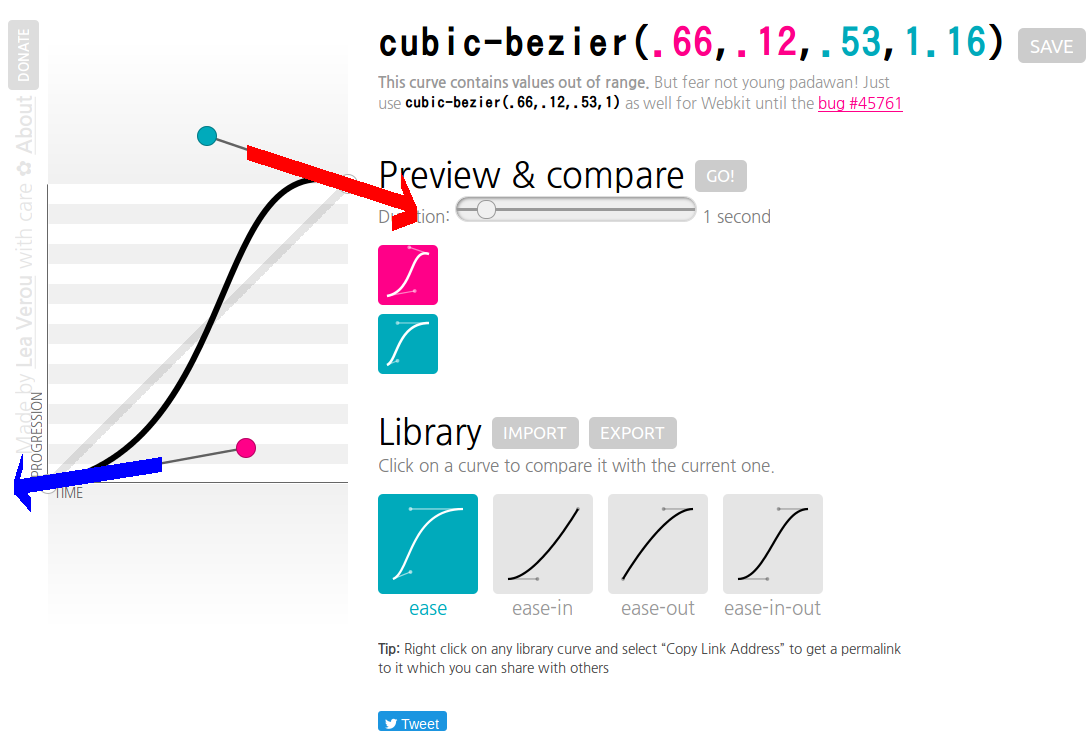 DONATE
Made by Lea Verou with care ✿ About
cubic-bezier(.66,.12,.53,1.16)
SAVE
This curve contains values out of range. But fear not young padawan! Just
use cubic-bezier(.66,.12,.53,1) as well for Webkit until the bug #45761
Preview & compare
GO!
Duration:
1 second
PROGRESSION
TIME
Library
IMPORT
EXPORT
Click on a curve to compare it with the current one.
ease
ease-in
ease-out
ease-in-out
Tip: Right click on any library curve and select “Copy Link Address” to get a permalink
to it which you can share with others
Tweet